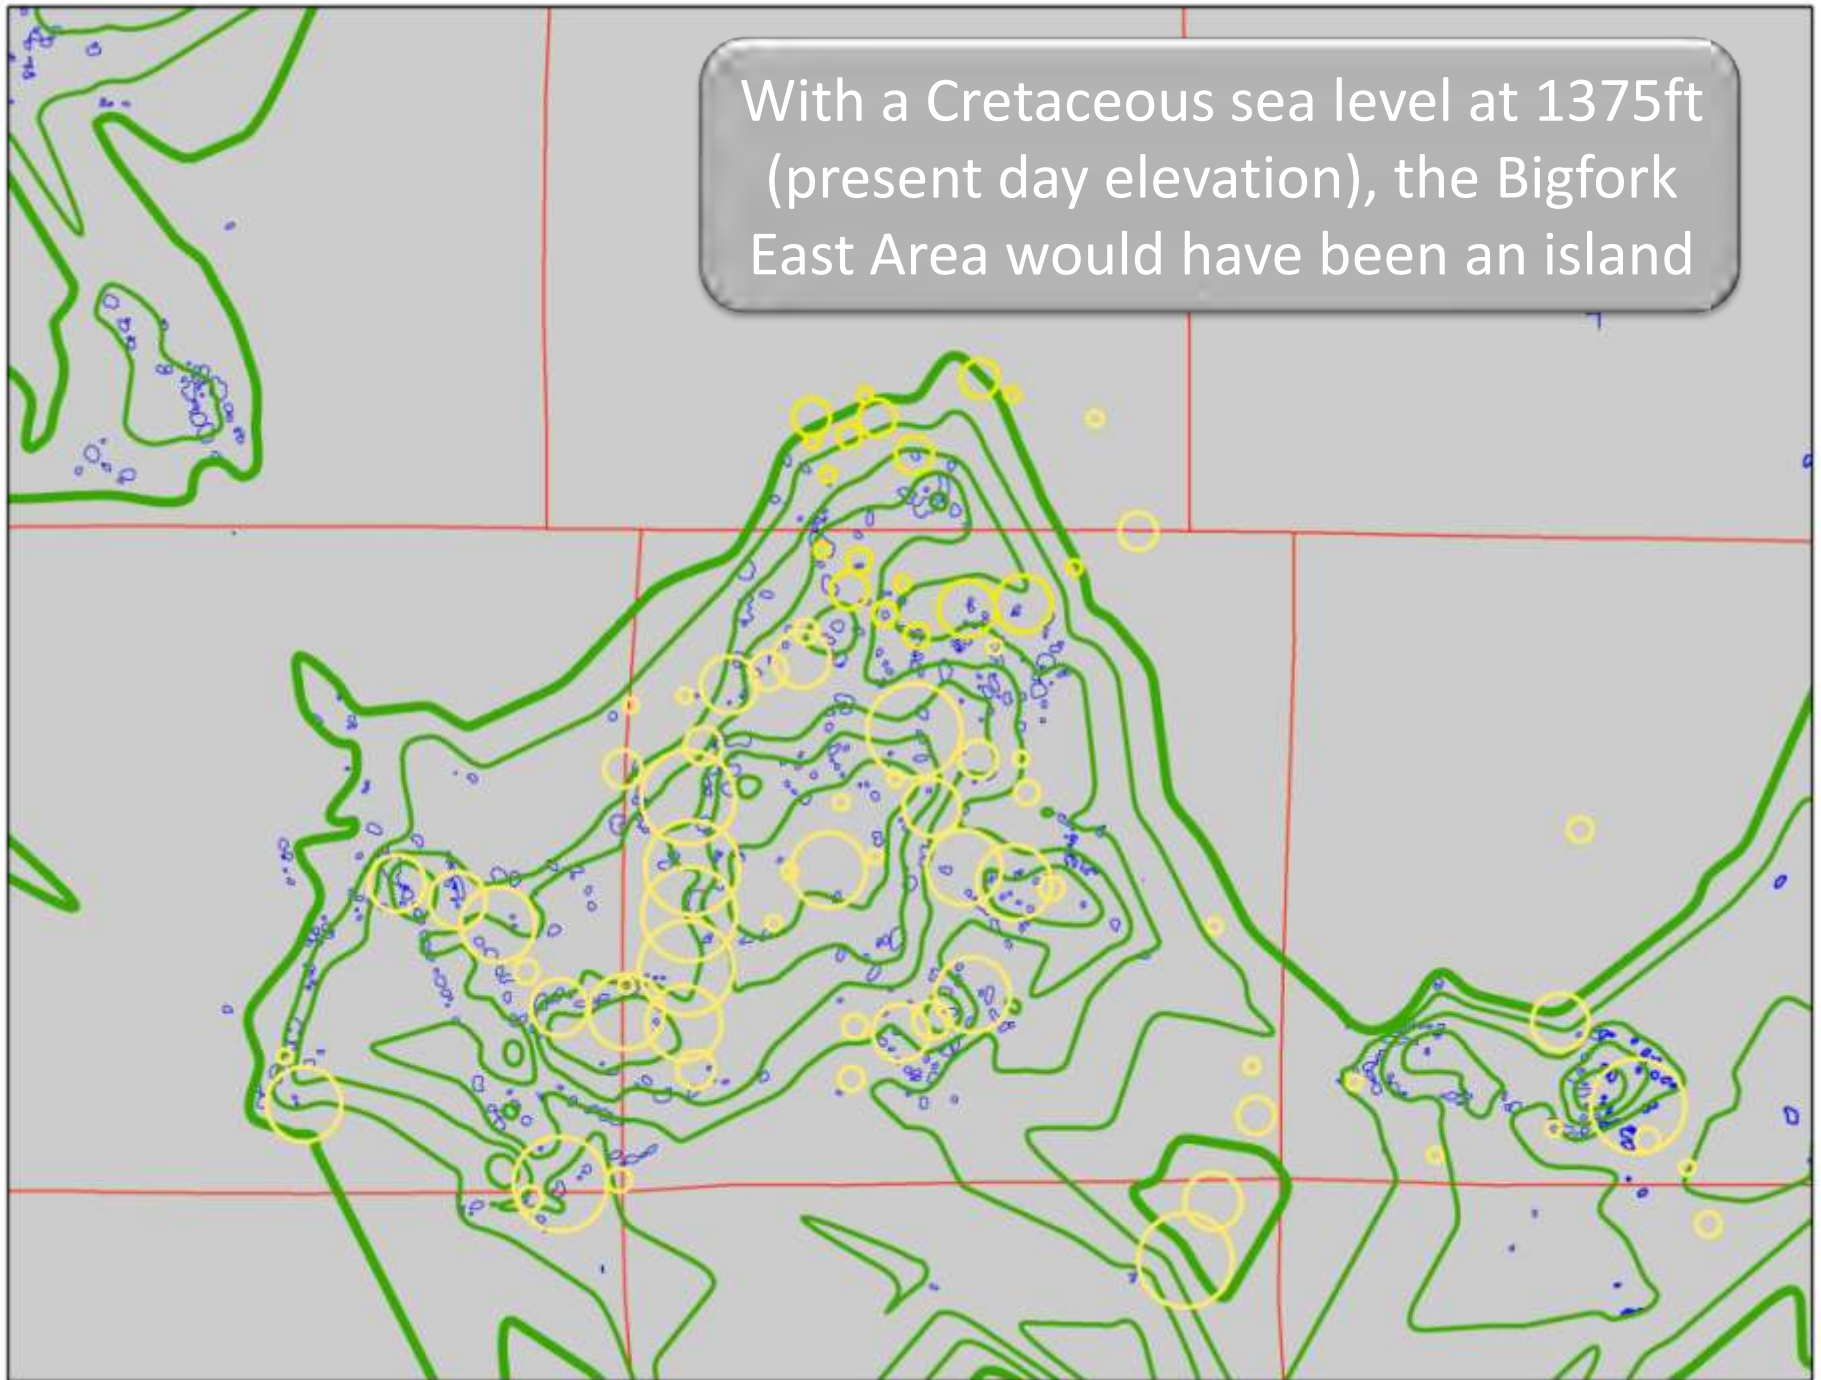 With a Cretaceous sea level at 1375ft
(present day elevation), the Bigfork
East Area would have been an island